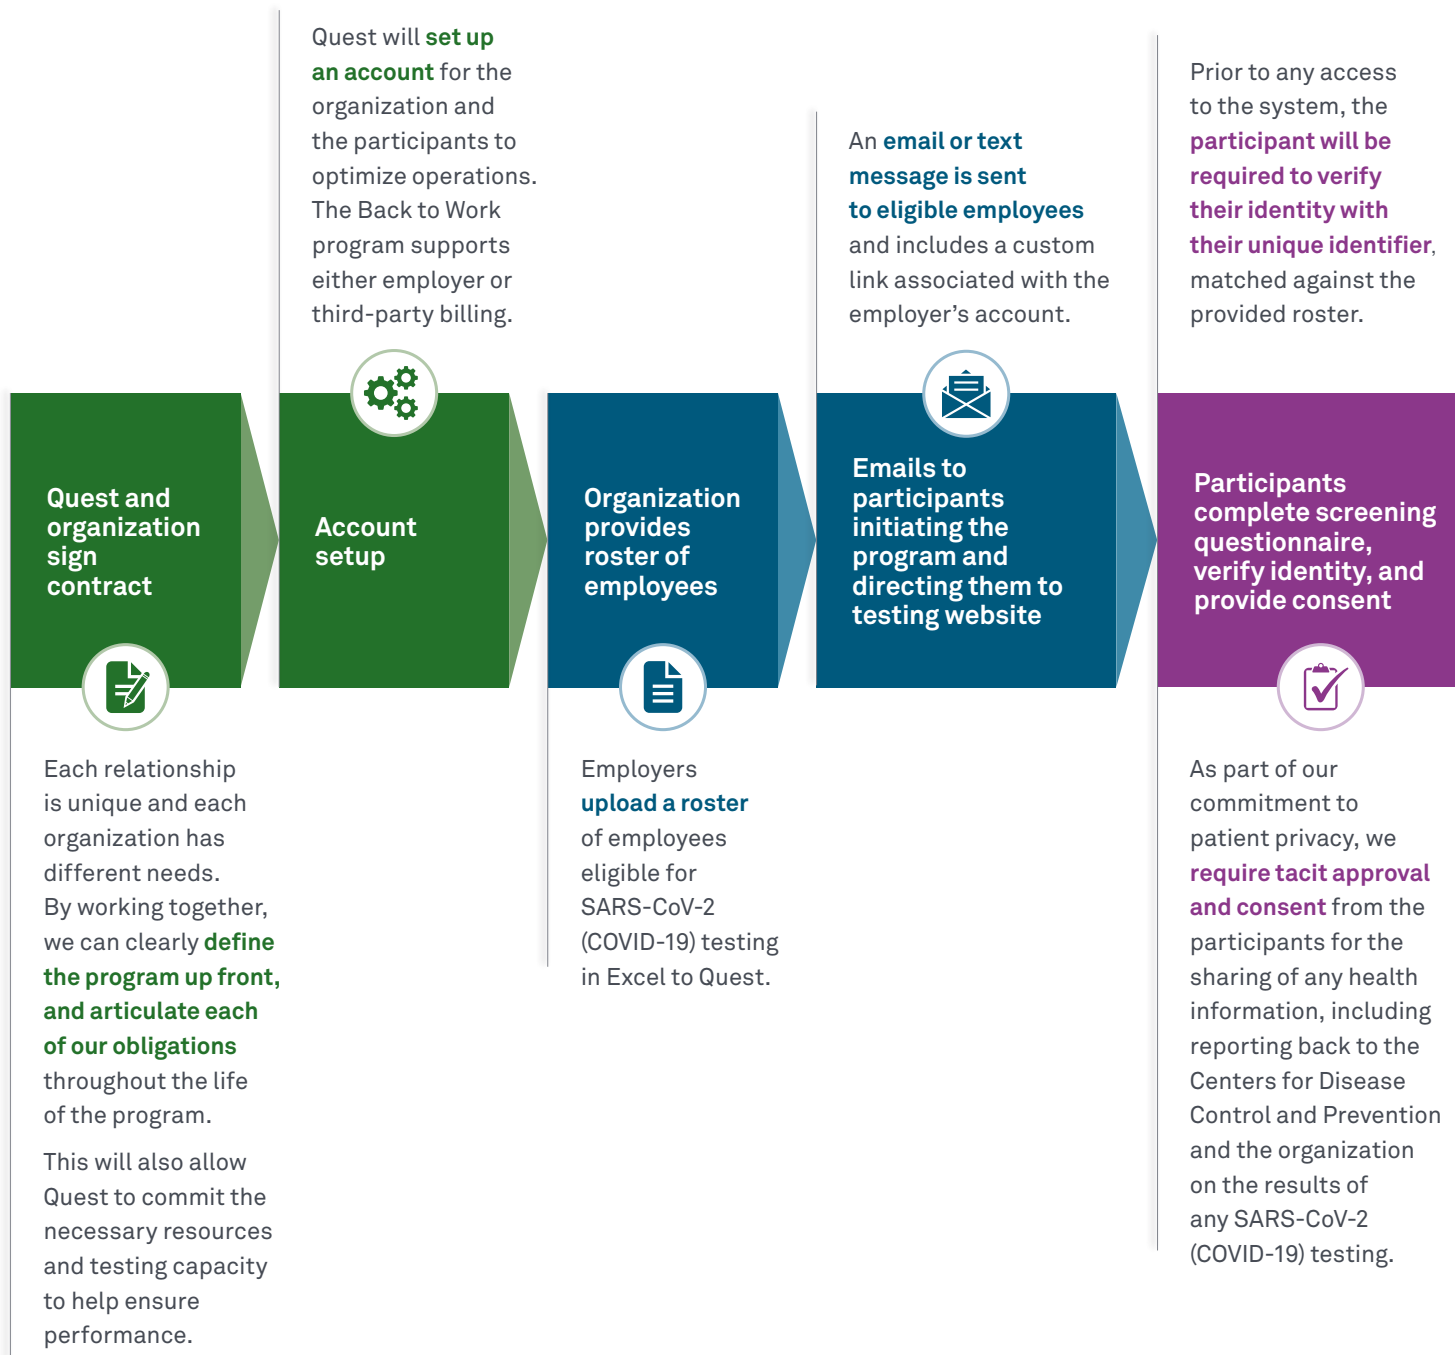 Quest and
organization
sign
contract
Each relationship
is unique and each
organization has
different needs.
By working together,
we can clearly define
the program up front,
and articulate each
of our obligations
throughout the life
of the program.
This will also allow
Quest to commit the
necessary resources
and testing capacity
to help ensure
performance.
Quest will set up
an account for the
organization and
the participants to
optimize operations.
The Back to Work
program supports
either employer or
third-party billing.
Account
setup
Organization
provides
roster of
employees
Employers
upload a roster
of employees
eligible for
SARS-CoV-2
(COVID-19) testing
in Excel to Quest.
An email or text
message is sent
to eligible employees
and includes a custom
link associated with the
employer's account.
Emails to
participants
initiating the
program and
directing them to
testing website
Prior to any access
to the system, the
participant will be
required to verify
their identity with
their unique identifier,
matched against the
provided roster.
Participants
complete screening
questionnaire,
verify identity, and
provide consent
As part of our
commitment to
patient privacy, we
require tacit approval
and consent from the
participants for the
sharing of any health
information, including
reporting back to the
Centers for Disease
Control and Prevention
and the organization
on the results of
any SARS-CoV-2
(COVID-19) testing.